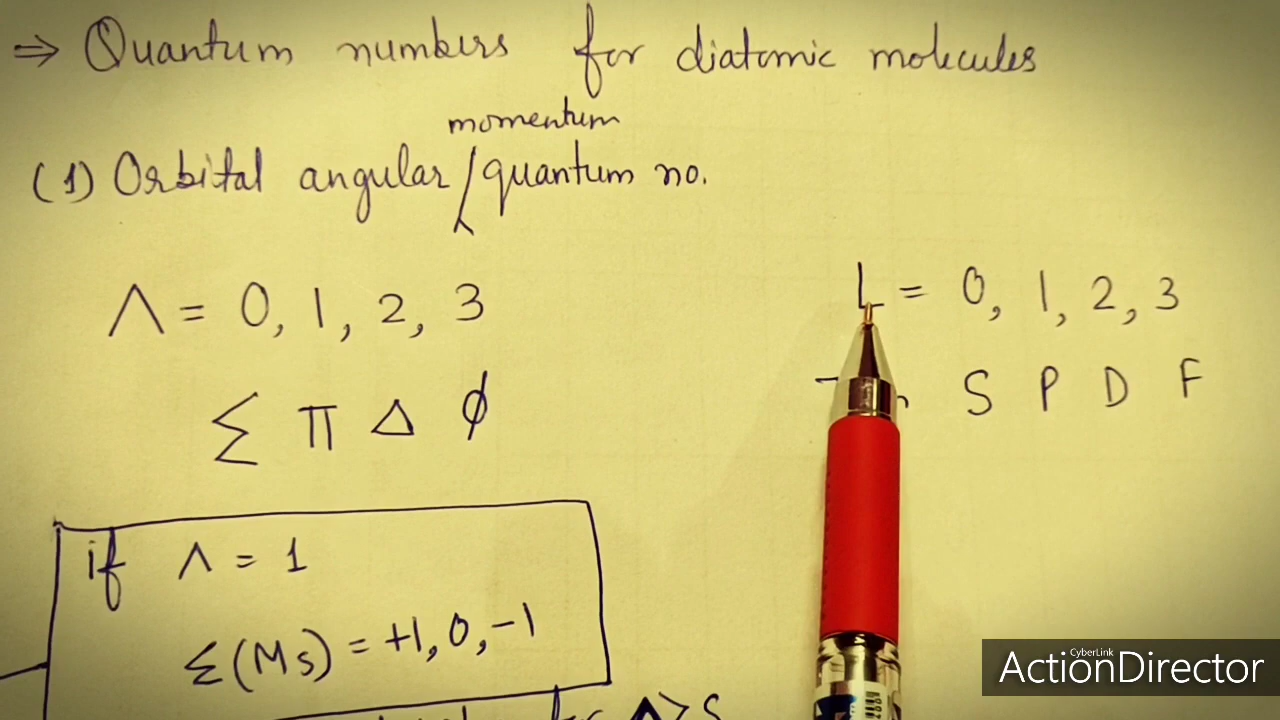 ⇒ Quantum numbers for diatomic molecules
momentum
(1) Orbital angular / quantum no.
Λ = 0, 1, 2, 3
L = 0, 1, 2, 3
Σ Π Δ ϕ
S P D F
if Λ = 1
Σ(Ms) = +1, 0, -1
for Λ > S
CyberLink
ActionDirector